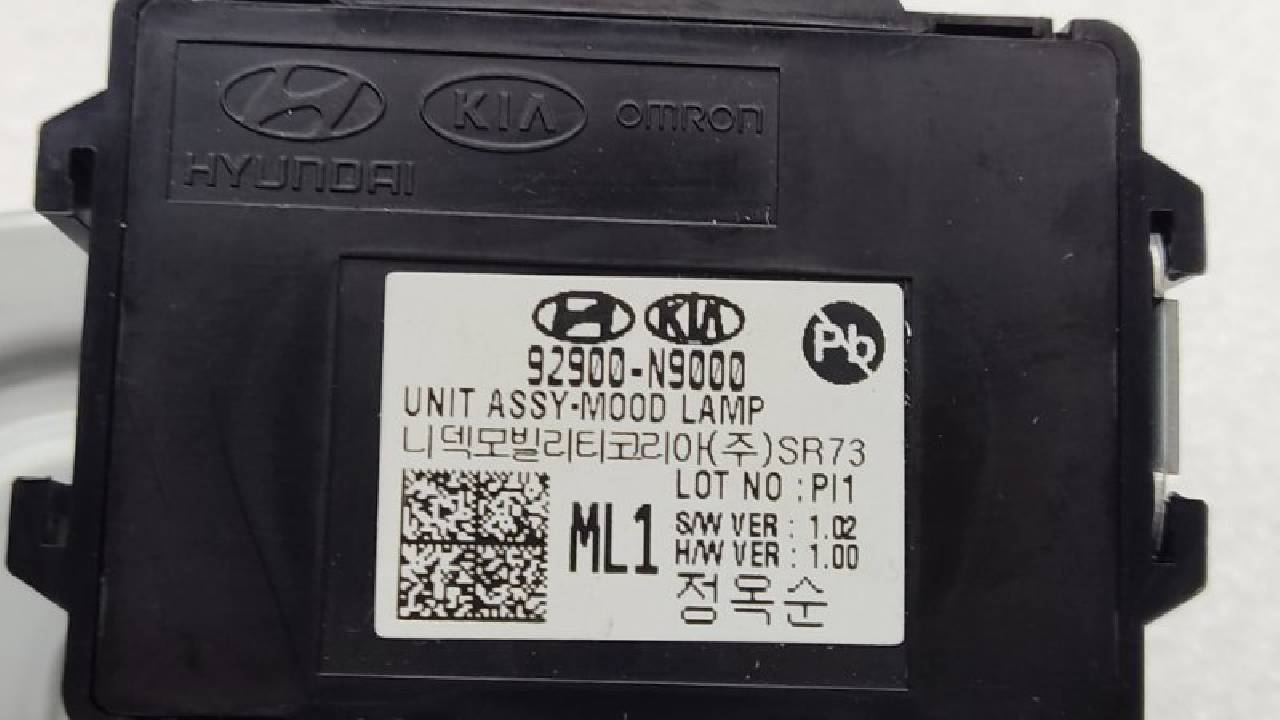 KIA
OMRON
HYUNDAI
KIA
Pb
92900-N9000
UNIT ASSY-MOOD LAMP
니덱모빌리티코리아(주)SR73
LOT NO : PI1
ML1
S/W VER : 1.02
H/W VER : 1.00
정옥순